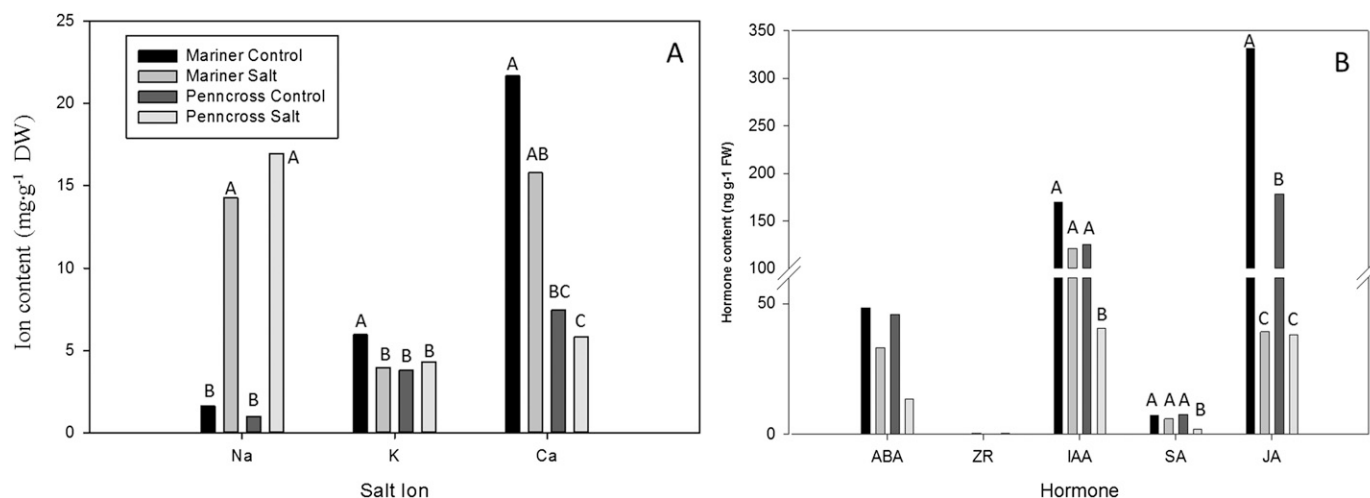 A
Mariner Control
Mariner Salt
Penncross Control
Penncross Salt
Ion content (mg·g⁻¹ DW)
25
20
15
10
5
0
B A B A
A B B B
A AB BC C
Na K Ca
Salt Ion
B
Hormone content (ng g-1 FW)
350
300
250
200
150
100
50
0
A A A B
A A A B
A C B C
ABA ZR IAA SA JA
Hormone